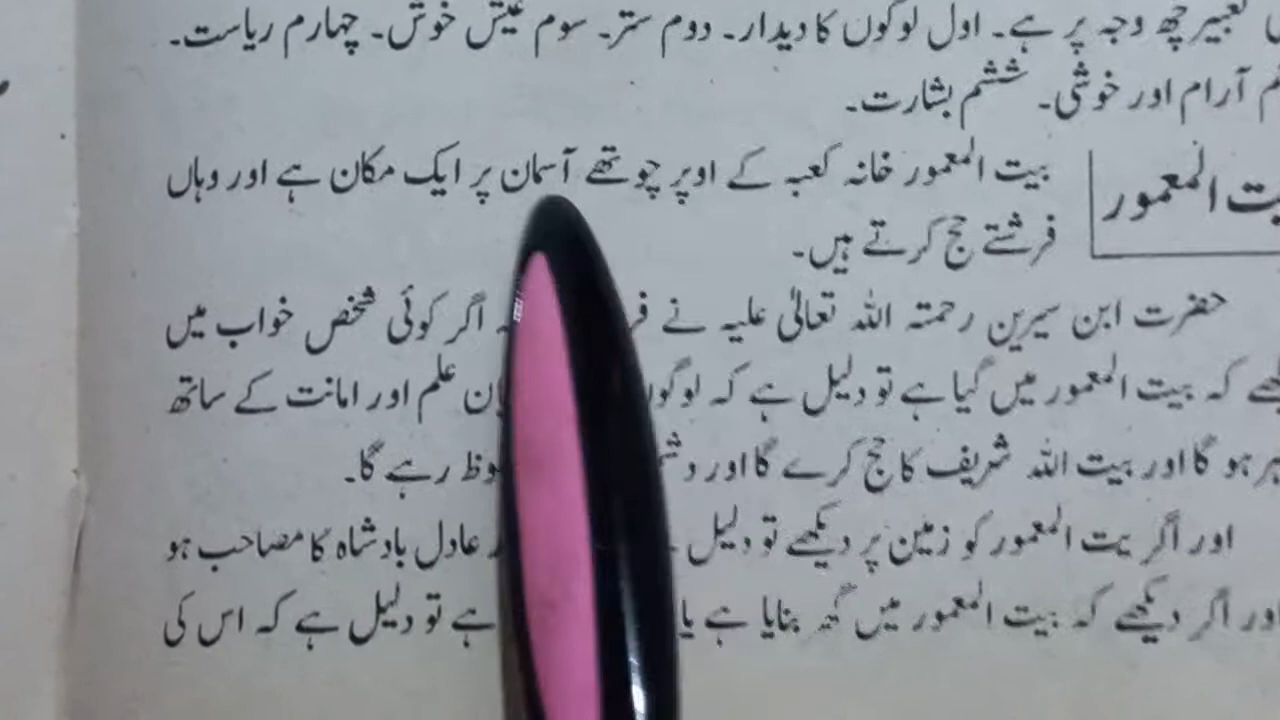 تعبیر چھ وجہ پر ہے۔ اول لوگوں کا دیدار۔ دوم ستر۔ سوم عیش خوش۔ چہارم ریاست۔
آرام اور خوشی۔ ششم بشارت۔
بیت المعمور
بیت المعمور خانہ کعبہ کے اوپر چوتھے آسمان پر ایک مکان ہے اور وہاں
فرشتے حج کرتے ہیں۔
حضرت ابن سیرین رحمتہ اللہ تعالیٰ علیہ نے اگر کوئی شخص خواب میں
کہ بیت المعمور میں گیا ہے تو دلیل ہے کہ علم اور امانت کے ساتھ
ہو گا اور بیت اللہ شریف کا حج کرے گا اور رہے گا۔
اور اگر بیت المعمور کو زمین پر دیکھے تو دلیل عادل بادشاہ کا مصاحب ہو
اور اگر دیکھے کہ بیت المعمور میں گھر بنایا ہے یا ہے تو دلیل ہے کہ اس کی